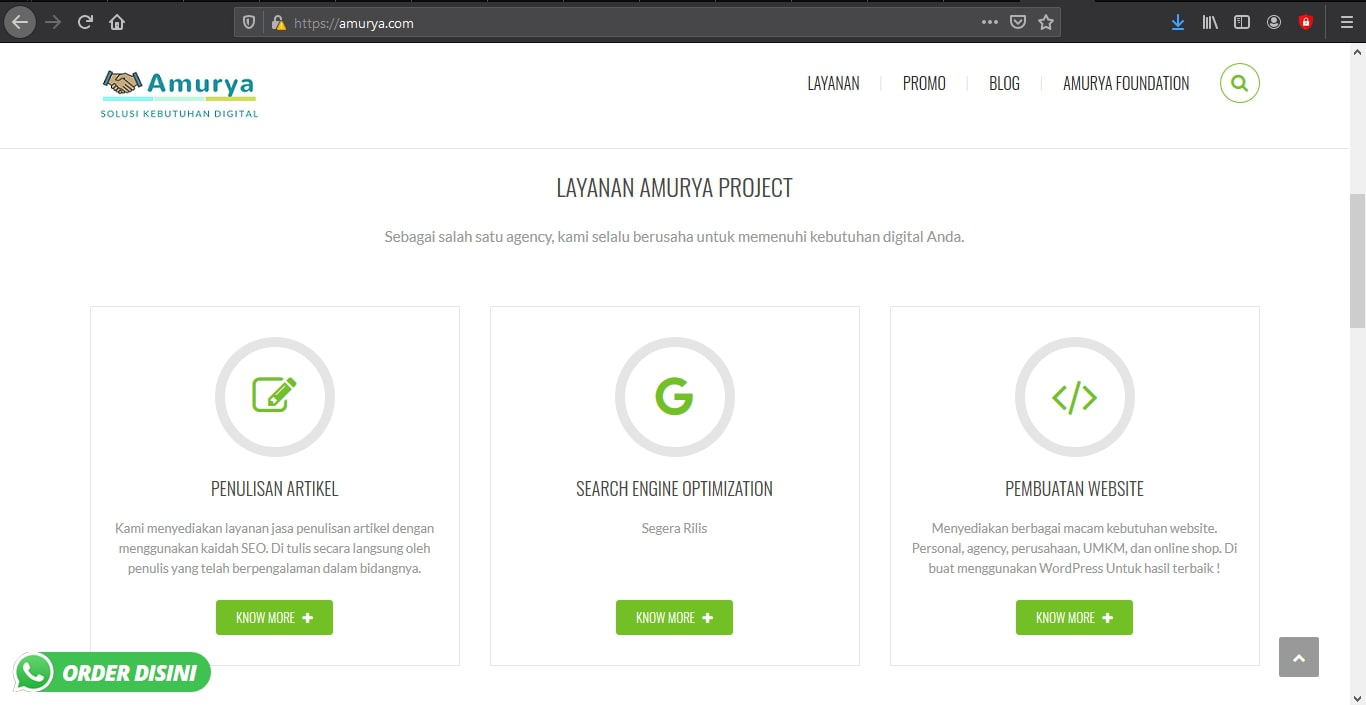 https://amurya.com
Amurya
SOLUSI KEBUTUHAN DIGITAL
LAYANAN
PROMO
BLOG
AMURYA FOUNDATION
LAYANAN AMURYA PROJECT
Sebagai salah satu agency, kami selalu berusaha untuk memenuhi kebutuhan digital Anda.
PENULISAN ARTIKEL
Kami menyediakan layanan jasa penulisan artikel dengan
menggunakan kaidah SEO. Di tulis secara langsung oleh
penulis yang telah berpengalaman dalam bidangnya.
KNOW MORE
SEARCH ENGINE OPTIMIZATION
Segera Rilis
KNOW MORE
PEMBUATAN WEBSITE
Menyediakan berbagai macam kebutuhan website.
Personal, agency, perusahaan, UMKM, dan online shop. Di
buat menggunakan WordPress Untuk hasil terbaik !
KNOW MORE
ORDER DISINI